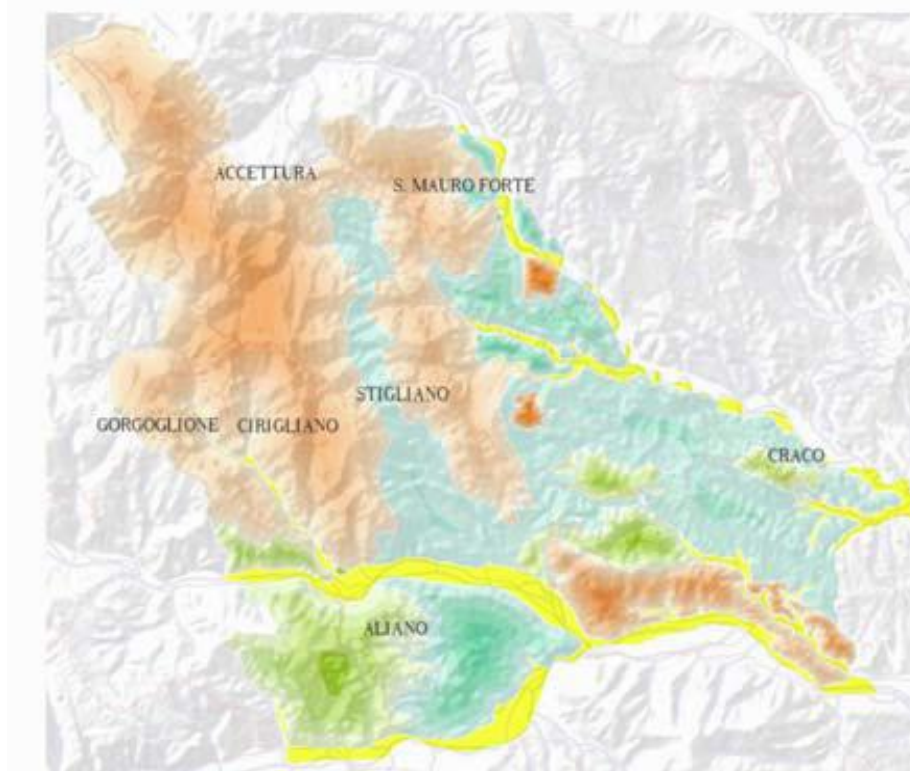 ACCETTURA
S. MAURO FORTE
STIGLIANO
GORGOGLIONE
CIRIGLIANO
CRACO
ALIANO